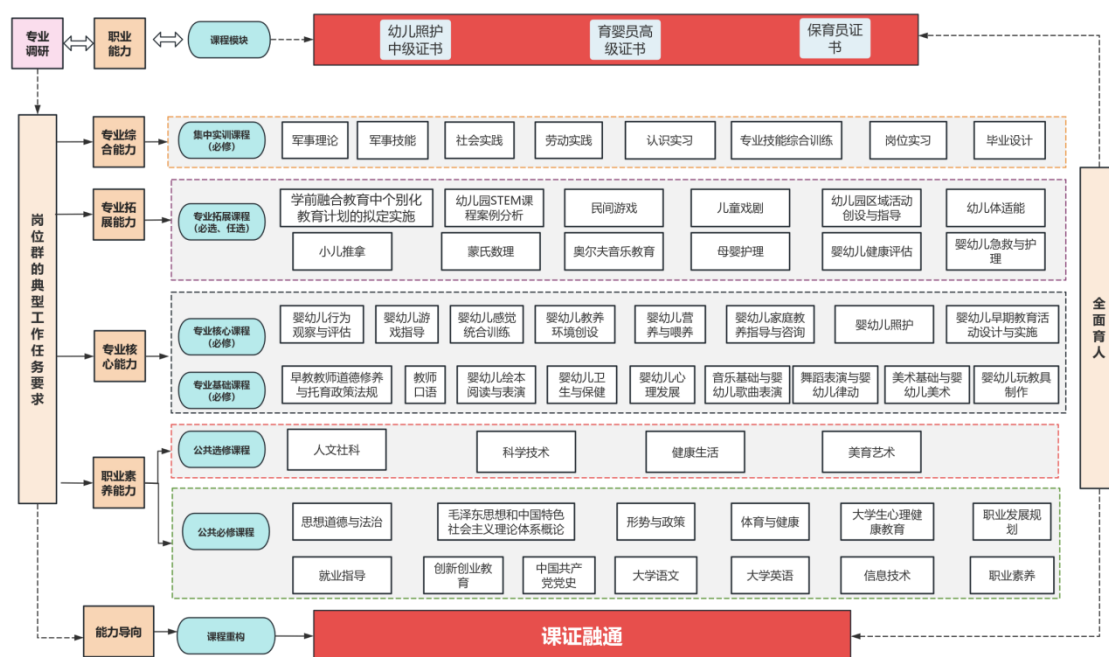 专业
调研
职业
能力
课程模块
幼儿照护
中级证书
育婴员高
级证书
保育员证
书
岗位群的典型工作任务要求
全面育人
专业综
合能力
集中实训课程
(必修)
军事理论
军事技能
社会实践
劳动实践
认识实习
专业技能综合训练
岗位实习
毕业设计
专业拓
展能力
专业拓展课程
(必选、任选)
学前融合教育中个别化
教育计划的拟定实施
幼儿园STEM课
程案例分析
民间游戏
儿童戏剧
幼儿园区域活动
创设与指导
幼儿体适能
小儿推拿
蒙氏数理
奥尔夫音乐教育
母婴护理
婴幼儿健康评估
婴幼儿急救与护
理
专业核
心能力
专业核心课程
(必修)
婴幼儿行为
观察与评估
婴幼儿游
戏指导
婴幼儿感觉
统合训练
婴幼儿教养
环境创设
婴幼儿营
养与喂养
婴幼儿家庭教
养指导与咨询
婴幼儿照护
婴幼儿早期教育活
动设计与实施
专业基础课程
(必修)
早教教师道德修养
与托育政策法规
教师
口语
婴幼儿绘本
阅读与表演
婴幼儿卫
生与保健
婴幼儿心
理发展
音乐基础与婴
幼儿歌曲表演
舞蹈表演与
婴幼儿律动
美术基础与婴
幼儿美术
婴幼儿玩教具
制作
职业素
养能力
公共选修课程
人文社科
科学技术
健康生活
美育艺术
公共必修课程
思想道德与法治
毛泽东思想和中国特色
社会主义理论体系概论
形势与政策
体育与健康
大学生心理健
康教育
职业发展规
划
就业指导
创新创业教
育
中国共产
党党史
大学语文
大学英语
信息技术
职业素养
能力导向
课程重构
课证融通